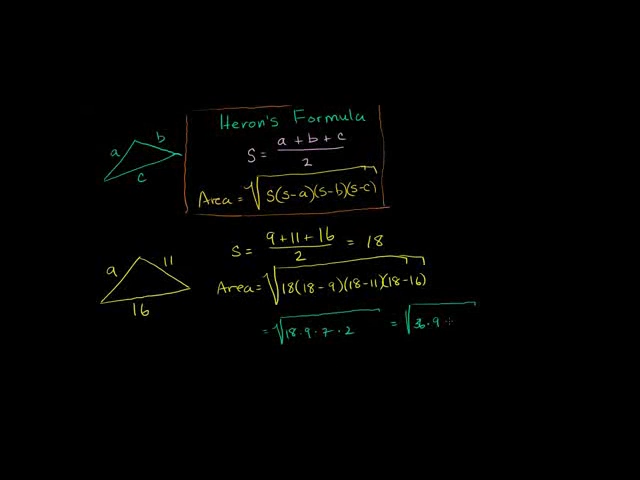 Heron's Formula
a b c
S = a + b + c / 2
Area = √S(S-a)(S-b)(S-c)
9 11 16
S = 9 + 11 + 16 / 2 = 18
Area = √18(18-9)(18-11)(18-16)
= √18·9·7·2 = √36·9·